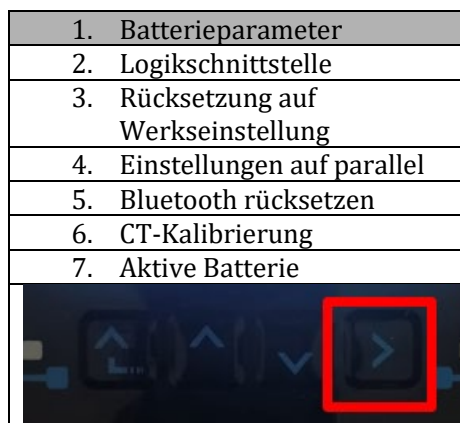 1. Batterieparameter
2. Logikschnittstelle
3. Rücksetzung auf
Werkseinstellung
4. Einstellungen auf parallel
5. Bluetooth rücksetzen
6. CT-Kalibrierung
7. Aktive Batterie